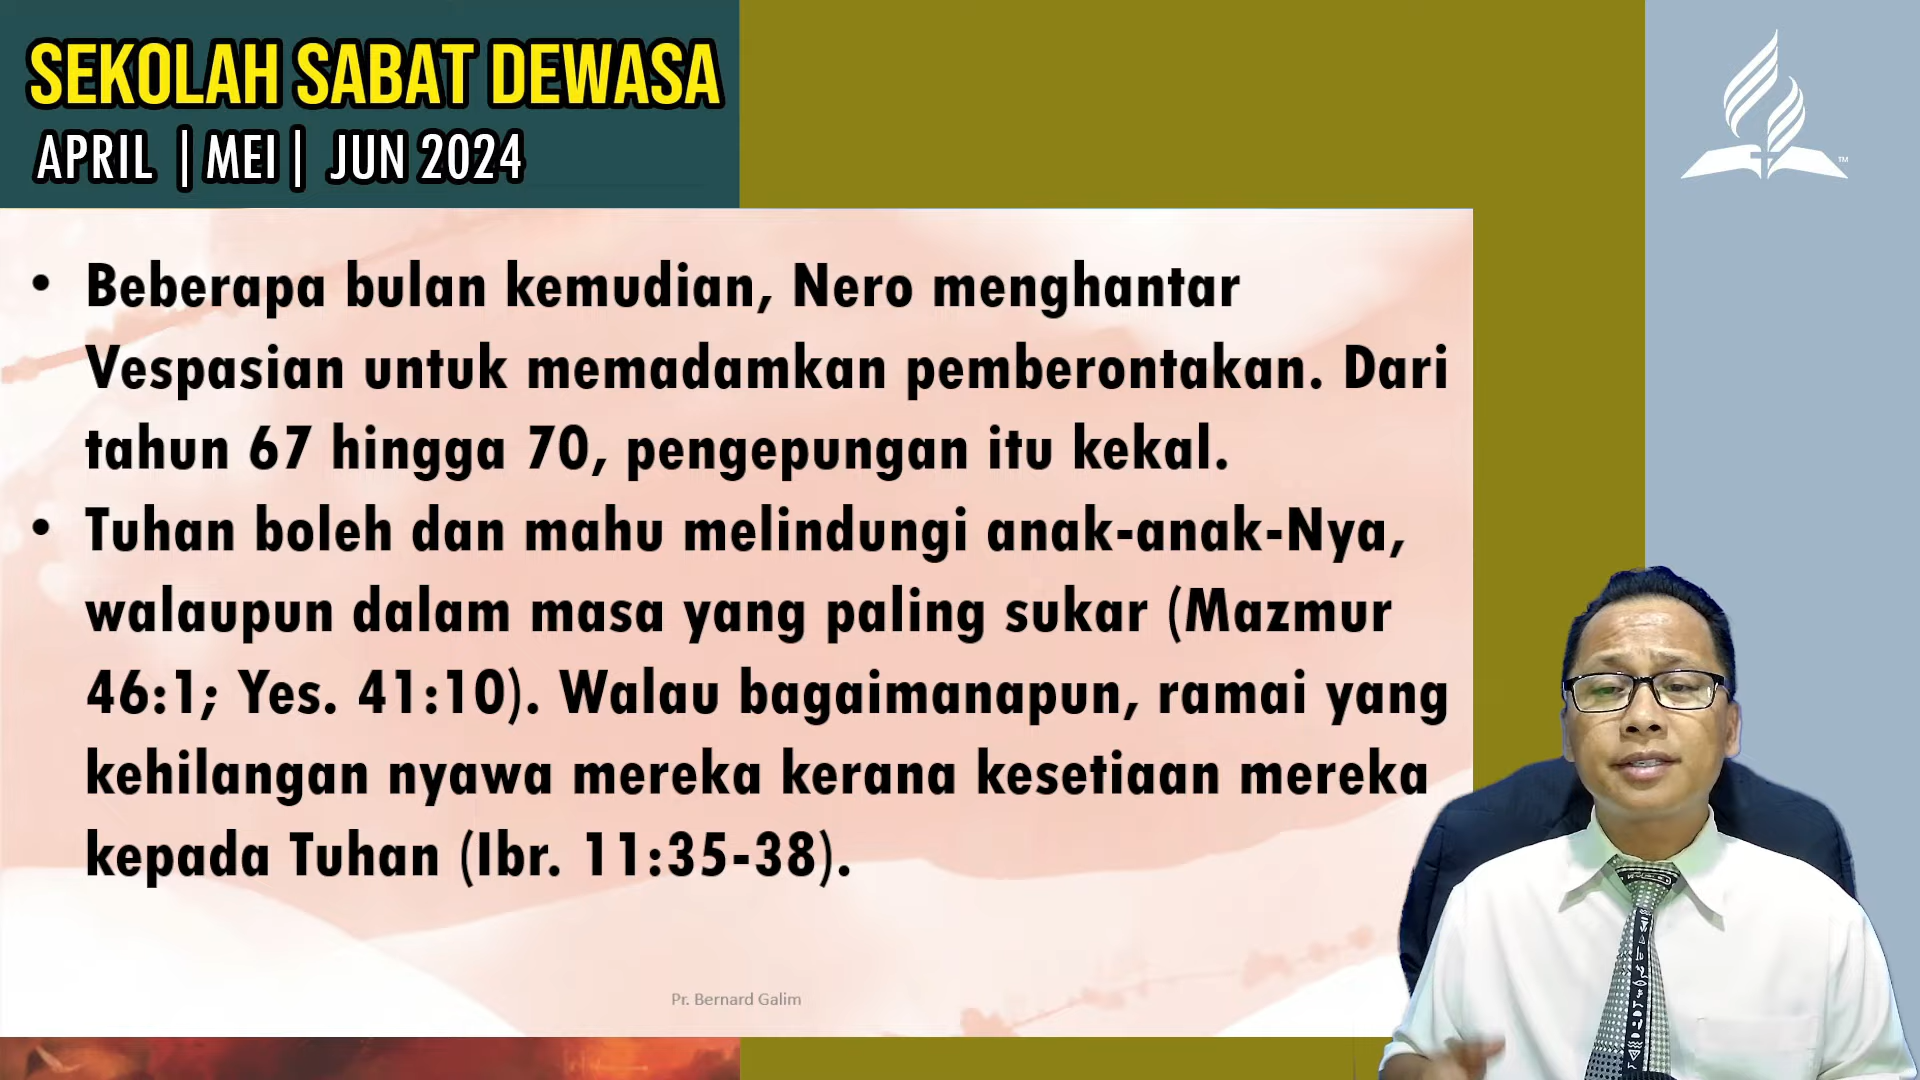 SEKOLAH SABAT DEWASA
APRIL | MEI | JUN 2024
TM
• Beberapa bulan kemudian, Nero menghantar
Vespasian untuk memadamkan pemberontakan. Dari
tahun 67 hingga 70, pengepungan itu kekal.
• Tuhan boleh dan mahu melindungi anak-anak-Nya,
walaupun dalam masa yang paling sukar (Mazmur
46:1; Yes. 41:10). Walau bagaimanapun, ramai yang
kehilangan nyawa mereka kerana kesetiaan mereka
kepada Tuhan (Ibr. 11:35-38).
Pr. Bernard Galim